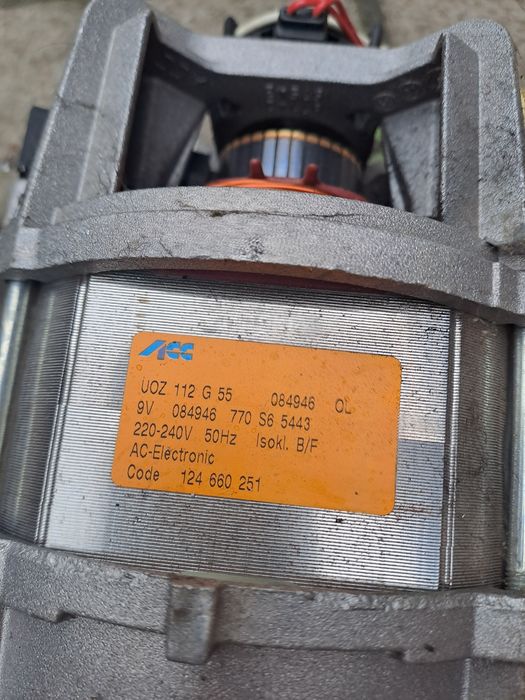 ACC
UOZ 112 G 55 084946 OL
9V 084946 770 S6 5443
220-240V 50Hz Isokl. B/F
AC-Electronic
Code 124 660 251